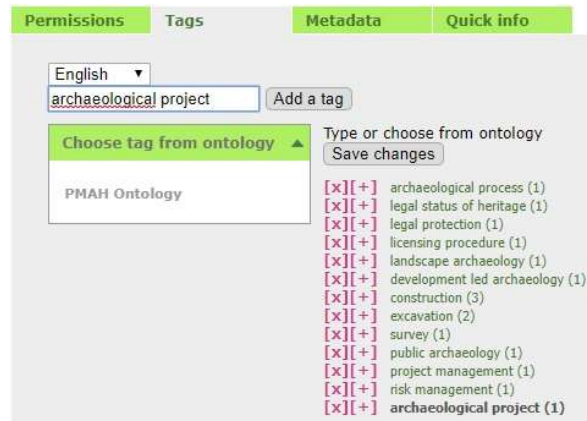 Permissions Tags Metadata Quick info
English
archaeological project Add a tag
Choose tag from ontology
PMAH Ontology
Type or choose from ontology
Save changes
[x][+] archaeological process (1)
[x][+] legal status of heritage (1)
[x][+] legal protection (1)
[x][+] licensing procedure (1)
[x][+] landscape archaeology (1)
[x][+] development led archaeology (1)
[x][+] construction (3)
[x][+] excavation (2)
[x][+] survey (1)
[x][+] public archaeology (1)
[x][+] project management (1)
[x][+] risk management (1)
[x][+] archaeological project (1)